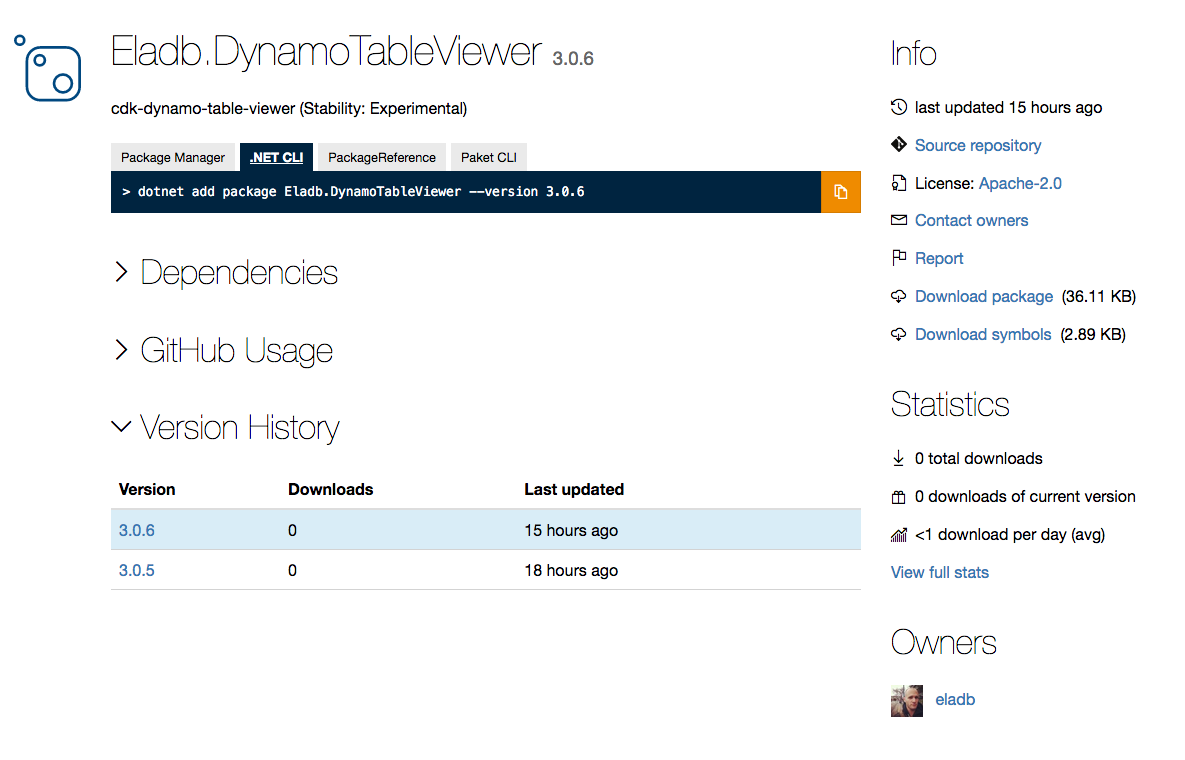 Eladb.DynamoTableViewer 3.0.6
cdk-dynamo-table-viewer (Stability: Experimental)
Package Manager .NET CLI PackageReference Paket CLI
> dotnet add package Eladb.DynamoTableViewer --version 3.0.6
Dependencies
GitHub Usage
Version History
Version Downloads Last updated
3.0.6 0 15 hours ago
3.0.5 0 18 hours ago
Info
last updated 15 hours ago
Source repository
License: Apache-2.0
Contact owners
Report
Download package (36.11 KB)
Download symbols (2.89 KB)
Statistics
0 total downloads
0 downloads of current version
<1 download per day (avg)
View full stats
Owners
eladb